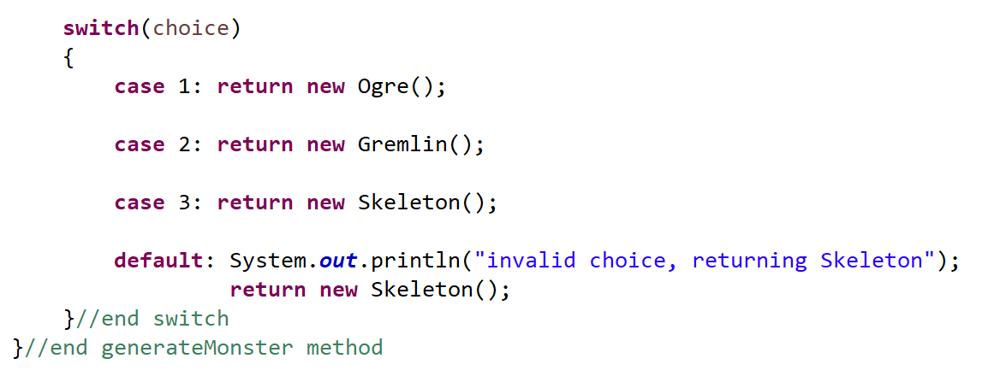 switch(choice)
{
case 1: return new Ogre();
case 2: return new Gremlin();
case 3: return new Skeleton();
default: System.out.println("invalid choice, returning Skeleton");
return new Skeleton();
}//end switch
}//end generateMonster method